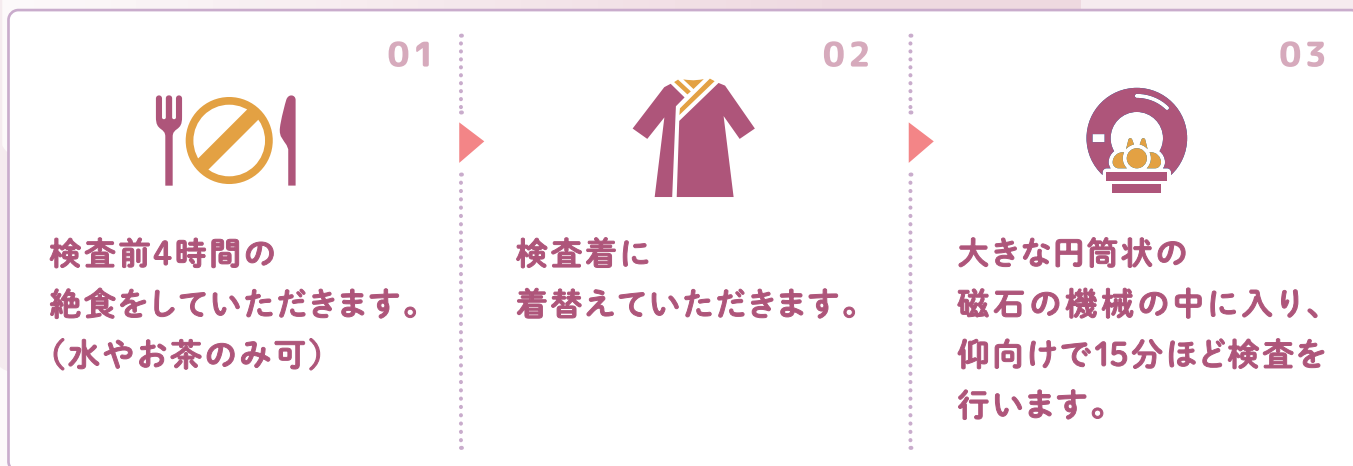 01
検査前4時間の
絶食をしていただきます。
（水やお茶のみ可）
02
検査着に
着替えていただきます。
03
大きな円筒状の
磁石の機械の中に入り、
仰向けで15分ほど検査を
行います。